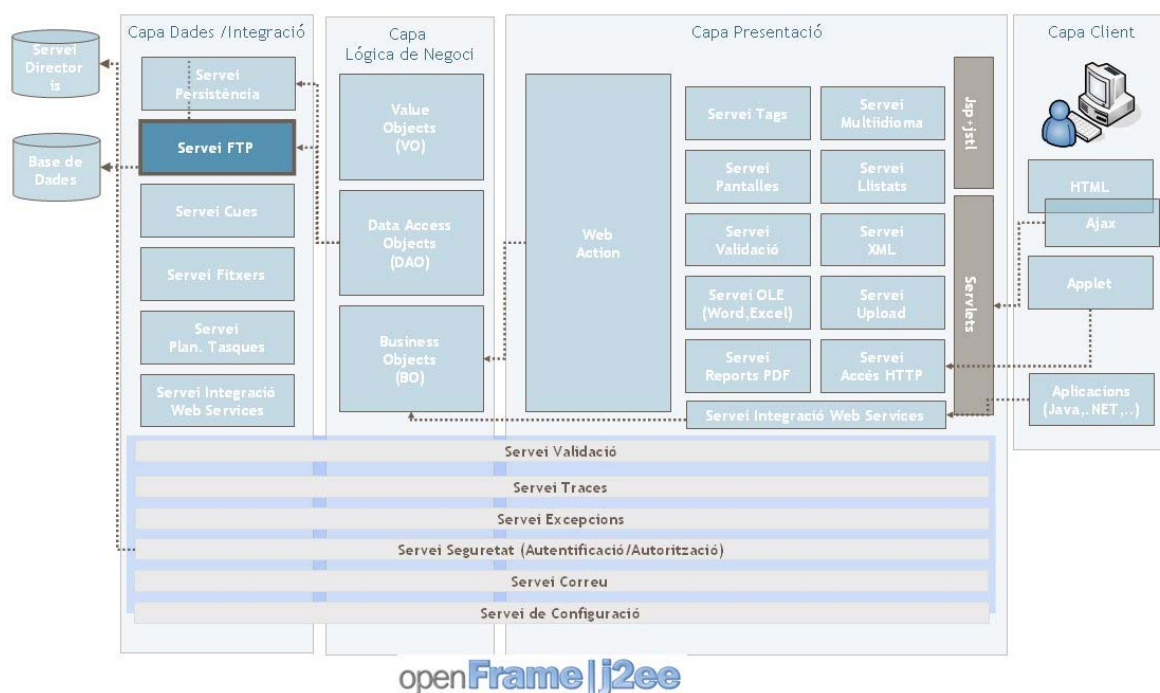 Capa Dades /Integració
Capa
Lógica de Negoci
Capa Presentació
Capa Client
Servei
Director
is
Base de
Dades
Servei
Persistència
Servei FTP
Servei Cues
Servei Fitxers
Servei
Plan. Tasques
Servei Integració
Web Services
Value
Objects
(VO)
Data Access
Objects
(DAO)
Business
Objects
(BO)
Web
Action
Servei Tags
Servei
Multiidioma
Servei
Pantalles
Servei
Llistats
Servei
Validació
Servei
XML
Servei OLE
(Word,Excel)
Servei
Upload
Servei
Reports PDF
Servei
Accés HTTP
Servei Integració Web Services
Jsp+jstl
Servlets
HTML
Ajax
Applet
Aplicacions
(Java,.NET,..)
Servei Validació
Servei Traces
Servei Excepcions
Servei Seguretat (Autentificació/Autorització)
Servei Correu
Servei de Configuració
openFrame||j2ee